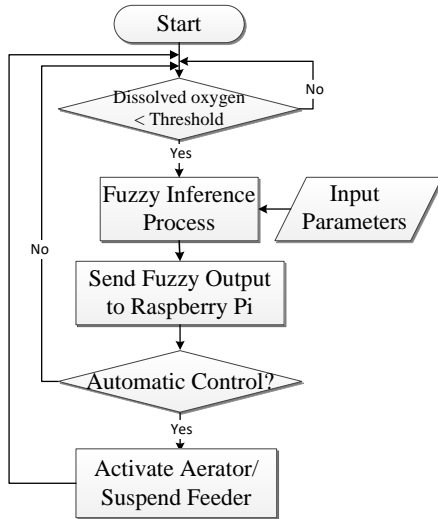 Start
No
Dissolved oxygen
< Threshold
Yes
Fuzzy Inference
Process
Input
Parameters
No
Send Fuzzy Output
to Raspberry Pi
Automatic Control?
Yes
Activate Aerator/
Suspend Feeder